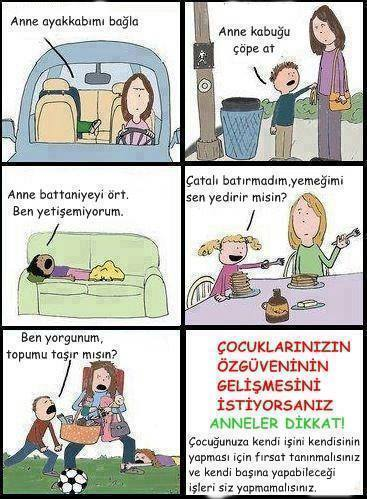 Anne ayakkabımı bağla
Anne kabuğu
çöpe at
Anne battaniyeyi ört.
Ben yetişemiyorum.
Çatalı batırmadım,yemeğimi
sen yedirir misin?
Ben yorgunum,
topumu taşır mısın?
ÇOCUKLARINIZIN
ÖZGÜVENİNİN
GELİŞMESİNİ
İSTİYORSANIZ
ANNELER DİKKAT!
Çocuğunuza kendi işini kendisinin
yapması için fırsat tanınmalısınız
ve kendi başına yapabileceği
işleri siz yapmamalısınız.